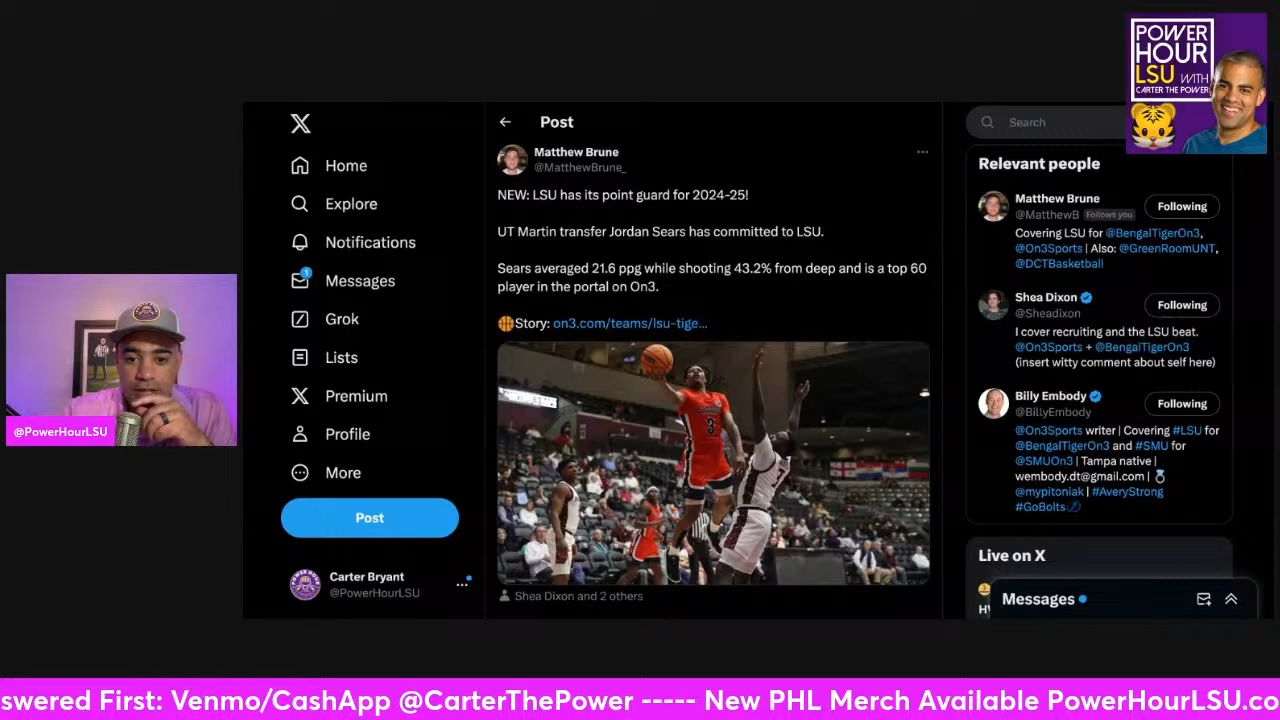 POWER
HOUR
LSU WITH
CARTER THE POWER
Post
Search
Matthew Brune
@MatthewBrune_
NEW: LSU has its point guard for 2024-25!
UT Martin transfer Jordan Sears has committed to LSU.
Sears averaged 21.6 ppg while shooting 43.2% from deep and is a top 60
player in the portal on On3.
Story: on3.com/teams/lsu-tige...
3
Shea Dixon and 2 others
Home
Explore
Notifications
1
Messages
Grok
Lists
Premium
Profile
More
Post
Carter Bryant
@PowerHourLSU
Relevant people
Matthew Brune
@MatthewB Follows you
Following
Covering LSU for @BengalTigerOn3,
@On3Sports | Also: @GreenRoomUNT,
@DCTBasketball
Shea Dixon
@Sheadixon
Following
I cover recruiting and the LSU beat.
@On3Sports + @BengalTigerOn3
(insert witty comment about self here)
Billy Embody
@BillyEmbody
Following
@On3Sports writer | Covering #LSU for
@BengalTigerOn3 and #SMU for
@SMUOn3 | Tampa native |
wembody.dt@gmail.com |
@mypitoniak | #AveryStrong
#GoBolts
Live on X
Messages
@PowerHourLSU
swered First: Venmo/CashApp @CarterThePower ----- New PHL Merch Available PowerHourLSU.co